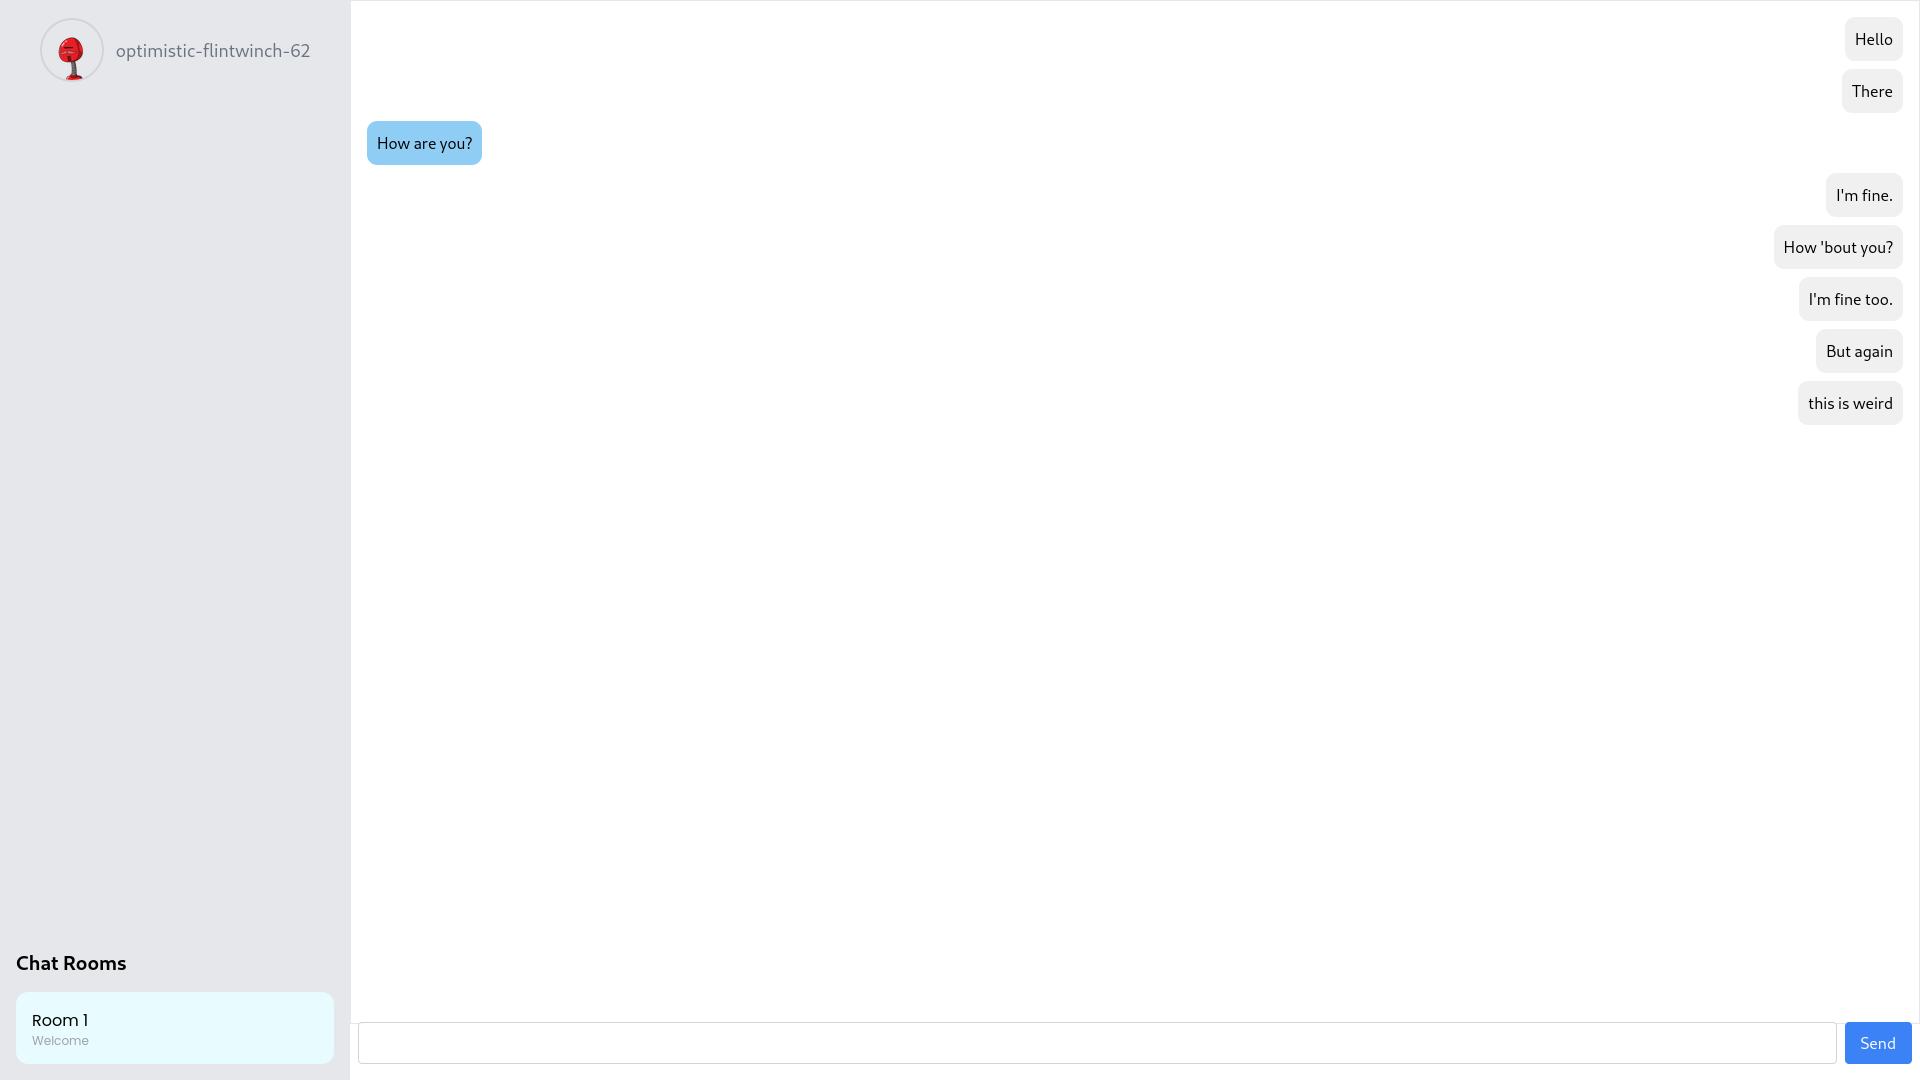 optimistic-flintwinch-62
Hello
There
How are you?
I'm fine.
How 'bout you?
I'm fine too.
But again
this is weird
Chat Rooms
Room 1
Welcome
Send